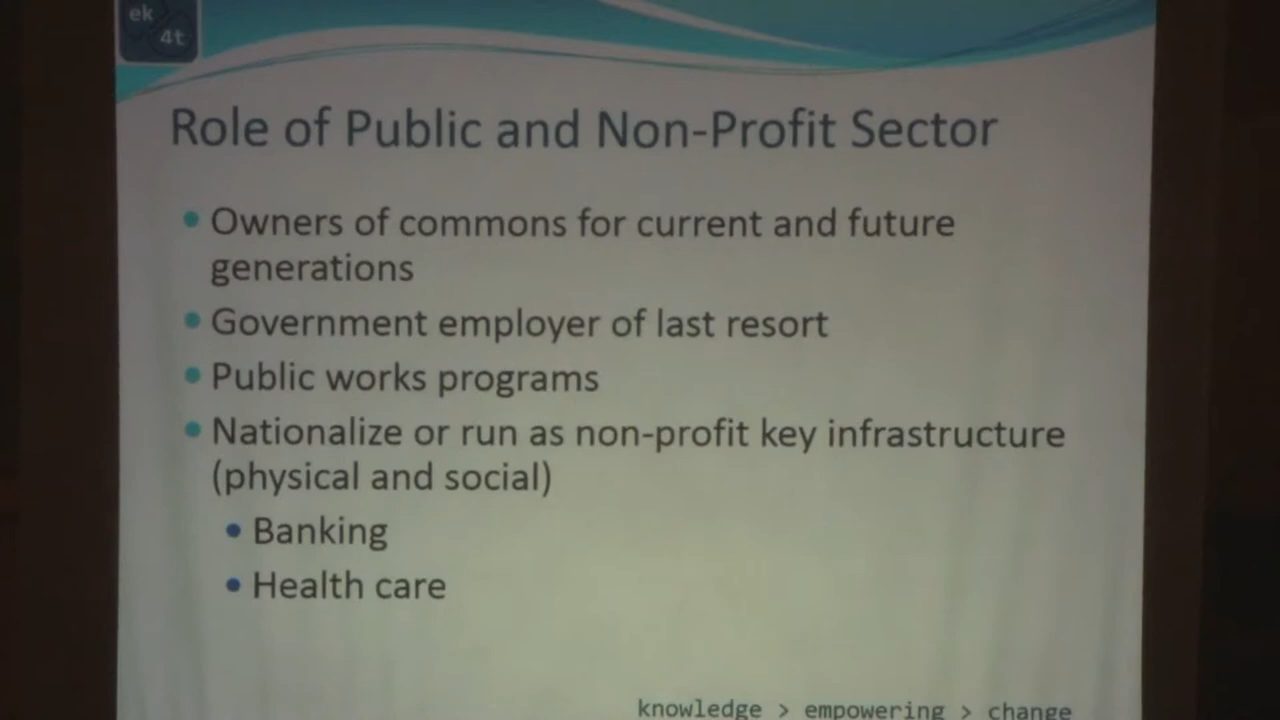 ek
4t
Role of Public and Non-Profit Sector
Owners of commons for current and future
generations
Government employer of last resort
Public works programs
Nationalize or run as non-profit key infrastructure
(physical and social)
Banking
Health care
knowledge > empowering > change